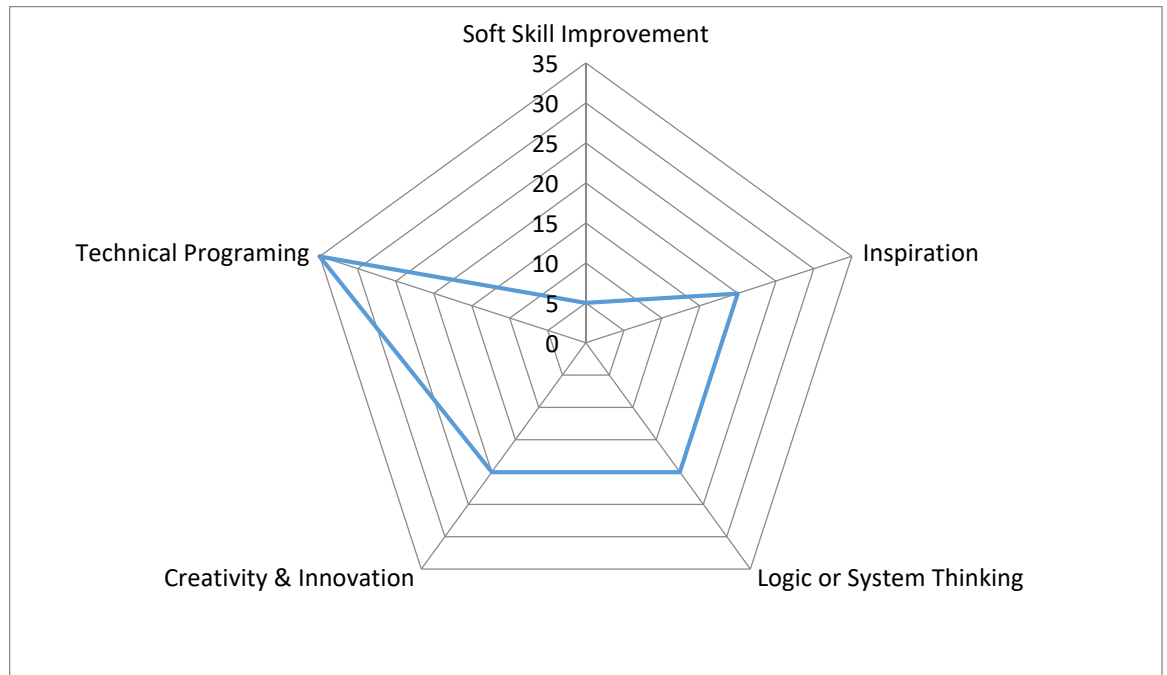 Soft Skill Improvement
35
30
25
20
15
10
5
0
Technical Programing
Inspiration
Creativity & Innovation
Logic or System Thinking